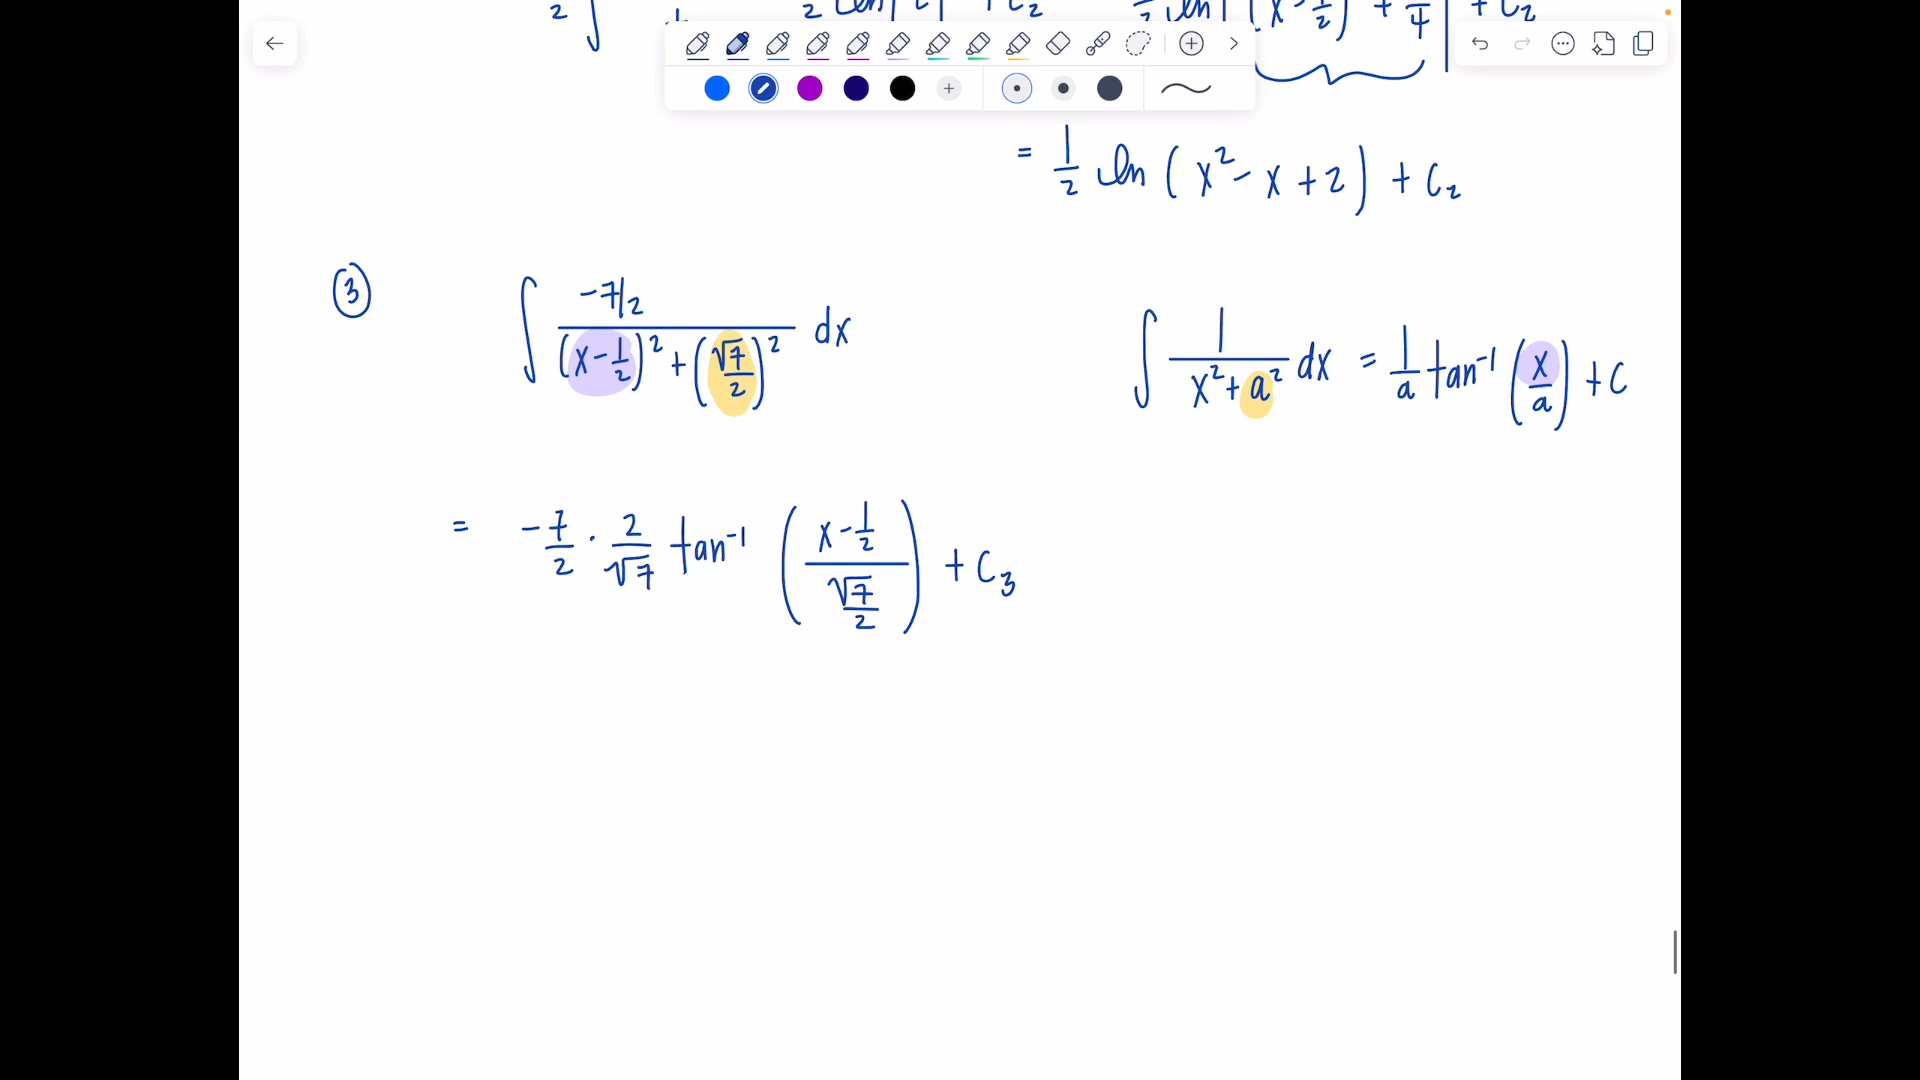 = 1/2 ln (x² - x + 2) + C₂
③ ∫ (-7/2) / ((x - 1/2)² + (√7/2)²) dx
∫ 1/(x² + a²) dx = 1/a tan⁻¹ (x/a) + C
= -7/2 · 2/√7 tan⁻¹ ((x - 1/2) / (√7/2)) + C₃